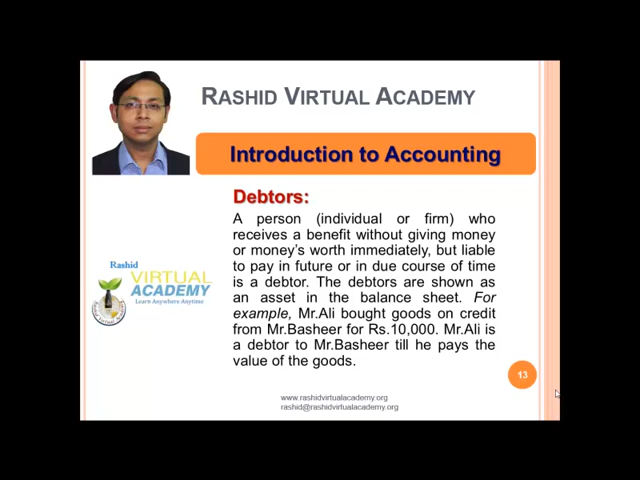 RASHID VIRTUAL ACADEMY
Introduction to Accounting
Debtors:
A person (individual or firm) who
receives a benefit without giving money
or money's worth immediately, but liable
to pay in future or in due course of time
is a debtor. The debtors are shown as
an asset in the balance sheet. For
example, Mr.Ali bought goods on credit
from Mr.Basheer for Rs.10,000. Mr.Ali is
a debtor to Mr.Basheer till he pays the
value of the goods.
Rashid
VIRTUAL
ACADEMY
Learn Anywhere Anytime
13
www.rashidvirtualacademy.org
rashid@rashidvirtualacademy.org